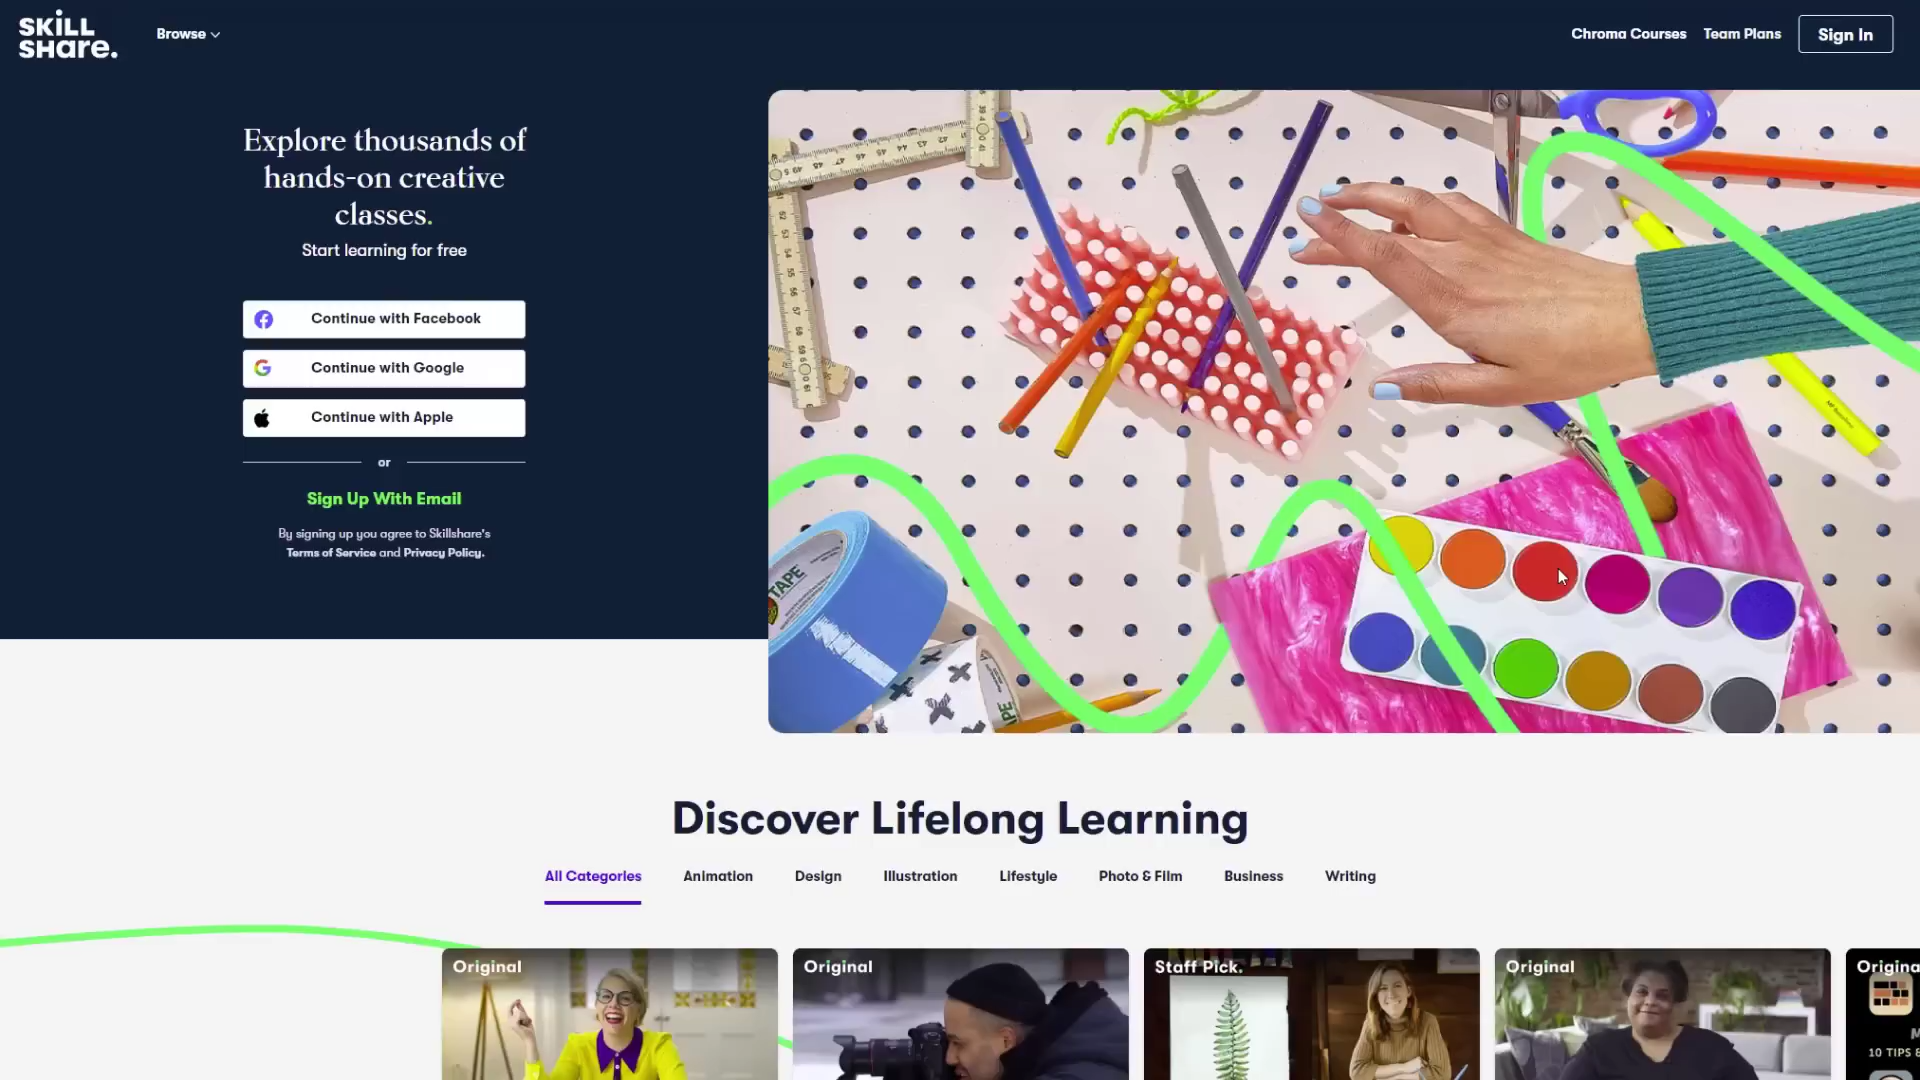 SKILL
SHare.
Browse
Chroma Courses
Team Plans
Sign In
Explore thousands of
hands-on creative
classes.
Start learning for free
Continue with Facebook
Continue with Google
Continue with Apple
or
Sign Up With Email
By signing up you agree to Skillshare's
Terms of Service and Privacy Policy.
TAPE
Discover Lifelong Learning
All Categories
Animation
Design
Illustration
Lifestyle
Photo & Film
Business
Writing
Original
Original
Staff Pick.
Original
Origina
10 TIPS &